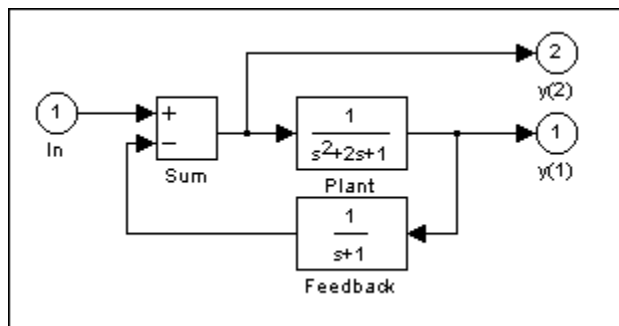 2
y(2)
1
In
+
−
Sum
1
s²+2s+1
Plant
1
y(1)
1
s+1
Feedback